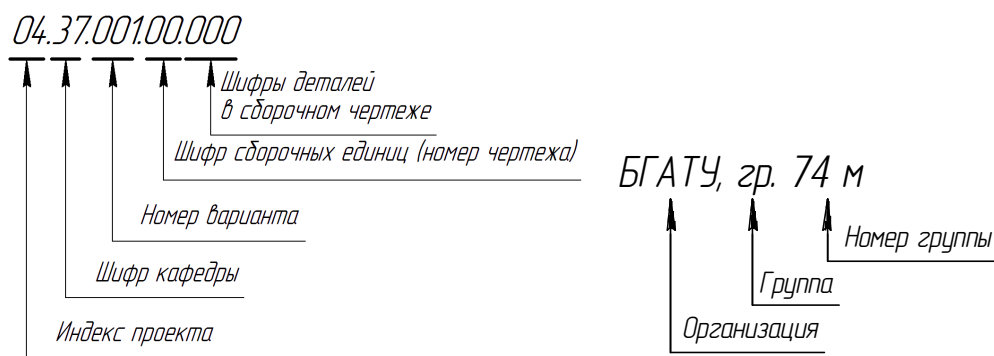 04.37.001.00.000
Шифры деталей
в сборочном чертеже
Шифр сборочных единиц (номер чертежа)
Номер варианта
Шифр кафедры
Индекс проекта
БГАТУ, гр. 74 м
Номер группы
Группа
Организация